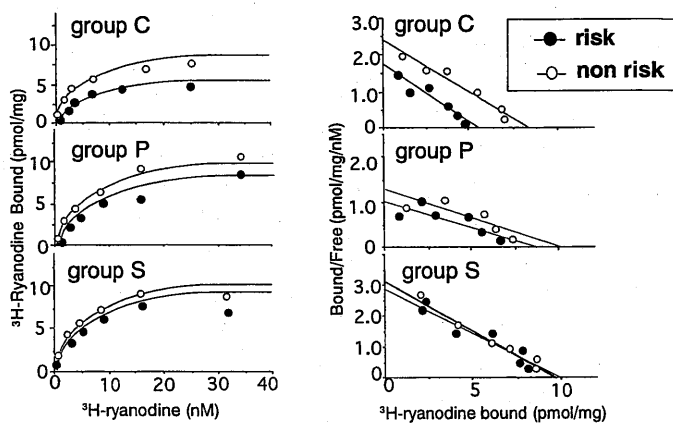 group C
10
5
0
group P
10
5
0
group S
10
5
0
0 10 20 30 40
³H-Ryanodine Bound (pmol/mg)
³H-ryanodine (nM)
group C
3.0
2.0
1.0
0
group P
2.0
1.0
0
group S
3.0
2.0
1.0
0
0 5 10
Bound/Free (pmol/mg/nM)
³H-ryanodine bound (pmol/mg)
risk
non risk